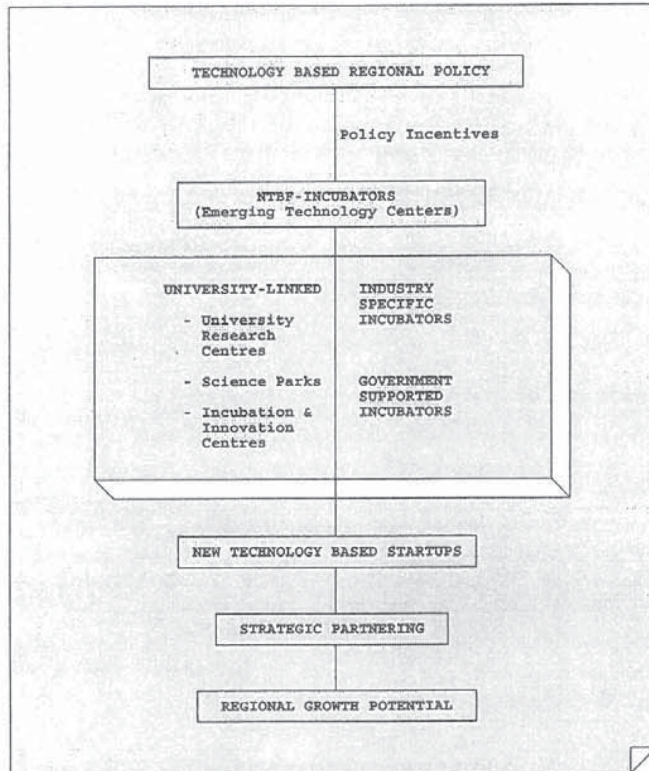 TECHNOLOGY BASED REGIONAL POLICY
Policy Incentives
NTBF-INCUBATORS
(Emerging Technology Centers)
UNIVERSITY-LINKED
- University
Research
Centres
- Science Parks
- Incubation &
Innovation
Centres
INDUSTRY
SPECIFIC
INCUBATORS
GOVERNMENT
SUPPORTED
INCUBATORS
NEW TECHNOLOGY BASED STARTUPS
STRATEGIC PARTNERING
REGIONAL GROWTH POTENTIAL